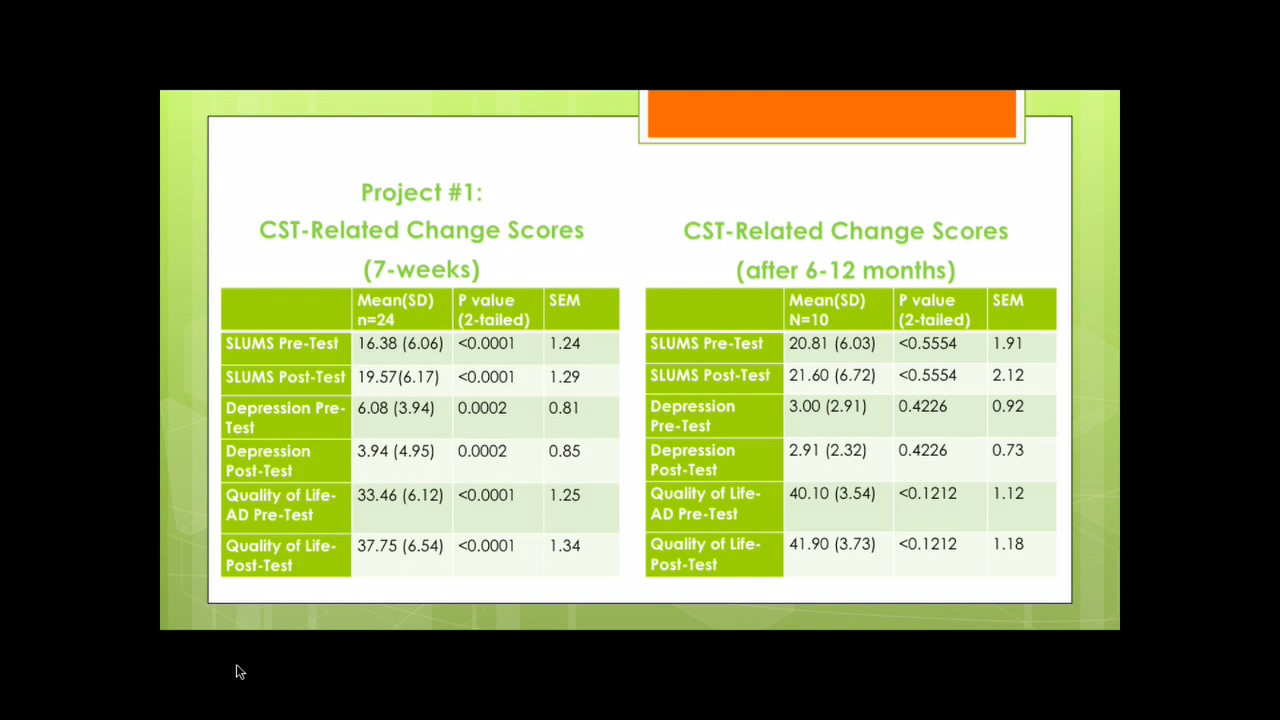 Project #1:
CST-Related Change Scores
(7-weeks)
Mean(SD) P value SEM
n=24 (2-tailed)
SLUMS Pre-Test 16.38 (6.06) <0.0001 1.24
SLUMS Post-Test 19.57(6.17) <0.0001 1.29
Depression Pre- 6.08 (3.94) 0.0002 0.81
Test
Depression 3.94 (4.95) 0.0002 0.85
Post-Test
Quality of Life- 33.46 (6.12) <0.0001 1.25
AD Pre-Test
Quality of Life- 37.75 (6.54) <0.0001 1.34
Post-Test
CST-Related Change Scores
(after 6-12 months)
Mean(SD) P value SEM
N=10 (2-tailed)
SLUMS Pre-Test 20.81 (6.03) <0.5554 1.91
SLUMS Post-Test 21.60 (6.72) <0.5554 2.12
Depression 3.00 (2.91) 0.4226 0.92
Pre-Test
Depression 2.91 (2.32) 0.4226 0.73
Post-Test
Quality of Life- 40.10 (3.54) <0.1212 1.12
AD Pre-Test
Quality of Life- 41.90 (3.73) <0.1212 1.18
Post-Test